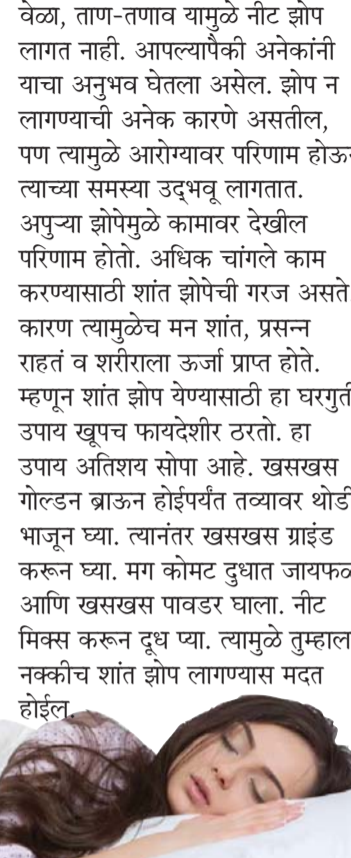 वेळा, ताण-तणाव यामुळे नीट झोप
लागत नाही. आपल्यापैकी अनेकांनी
याचा अनुभव घेतला असेल. झोप न
लागण्याची अनेक कारणे असतील,
पण त्यामुळे आरोग्यावर परिणाम होऊन
त्याच्या समस्या उद्‌भवू लागतात.
अपुऱ्या झोपेमुळे कामावर देखील
परिणाम होतो. अधिक चांगले काम
करण्यासाठी शांत झोपेची गरज असते
कारण त्यामुळेच मन शांत, प्रसन्न
राहतं व शरीराला ऊर्जा प्राप्त होते.
म्हणून शांत झोप येण्यासाठी हा घरगुती
उपाय खूपच फायदेशीर ठरतो. हा
उपाय अतिशय सोपा आहे. खसखस
गोल्डन ब्राऊन होईपर्यंत तव्यावर थोडी
भाजून घ्या. त्यानंतर खसखस ग्राइंड
करून घ्या. मग कोमट दुधात जायफळ
आणि खसखस पावडर घाला. नीट
मिक्स करून दूध प्या. त्यामुळे तुम्हाला
नक्कीच शांत झोप लागण्यास मदत
होईल.